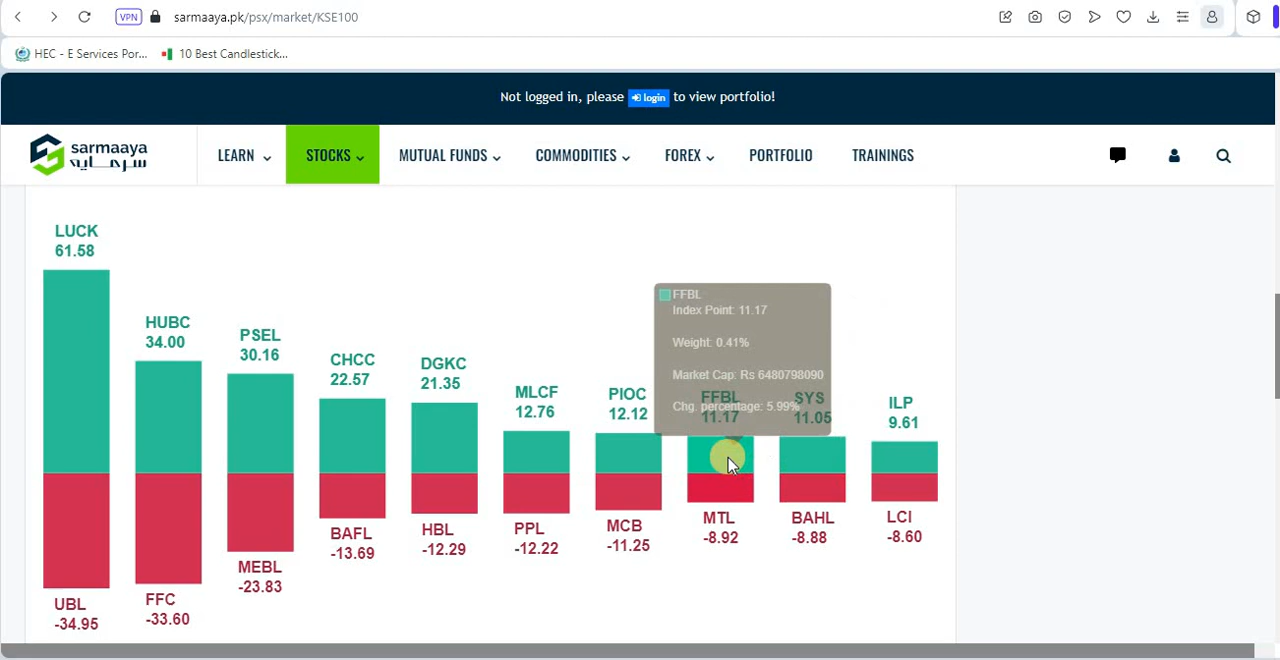 VPN
sarmaaya.pk/psx/market/KSE100
HEC - E Services Por...
10 Best Candlestick...
Not logged in, please login to view portfolio!
sarmaaya
سرمایہ
LEARN
STOCKS
MUTUAL FUNDS
COMMODITIES
FOREX
PORTFOLIO
TRAININGS
LUCK
61.58
HUBC
34.00
PSEL
30.16
CHCC
22.57
DGKC
21.35
MLCF
12.76
PIOC
12.12
FFBL
Index Point: 11.17
Weight: 0.41%
Market Cap: Rs 6480798090
Chg. percentage: 5.99%
FFBL
11.17
SYS
11.05
ILP
9.61
UBL
-34.95
FFC
-33.60
MEBL
-23.83
BAFL
-13.69
HBL
-12.29
PPL
-12.22
MCB
-11.25
MTL
-8.92
BAHL
-8.88
LCI
-8.60